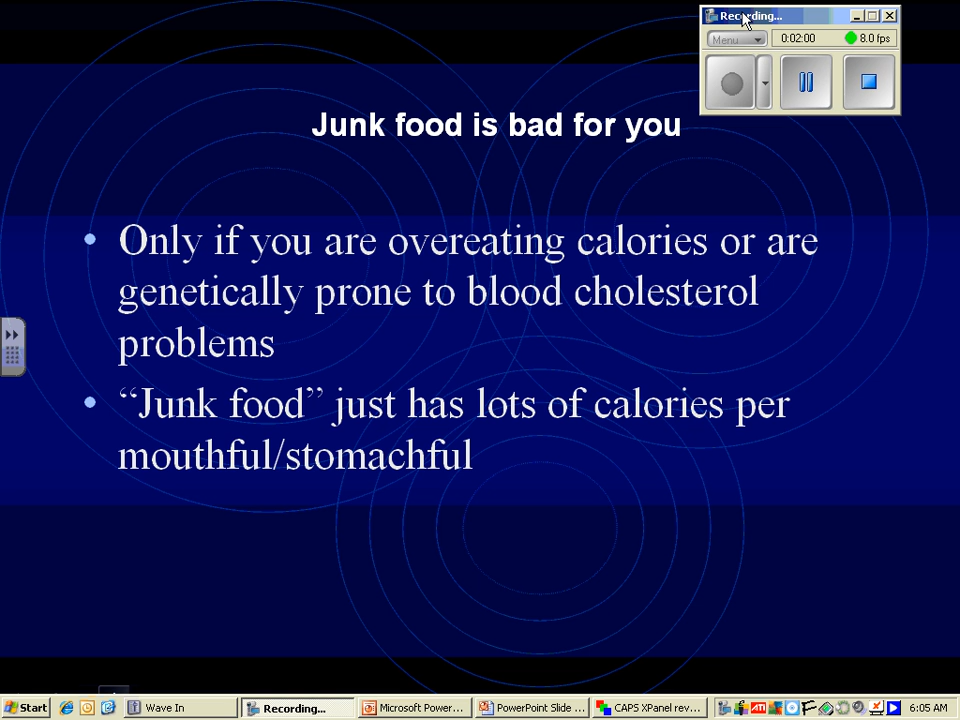 Recording...
Menu
0:02:00
8.0 fps
Junk food is bad for you
• Only if you are overeating calories or are
genetically prone to blood cholesterol
problems
• “Junk food” just has lots of calories per
mouthful/stomachful
Start
Wave In
Recording...
Microsoft Power...
PowerPoint Slide ...
CAPS XPanel rev...
ATI
6:05 AM